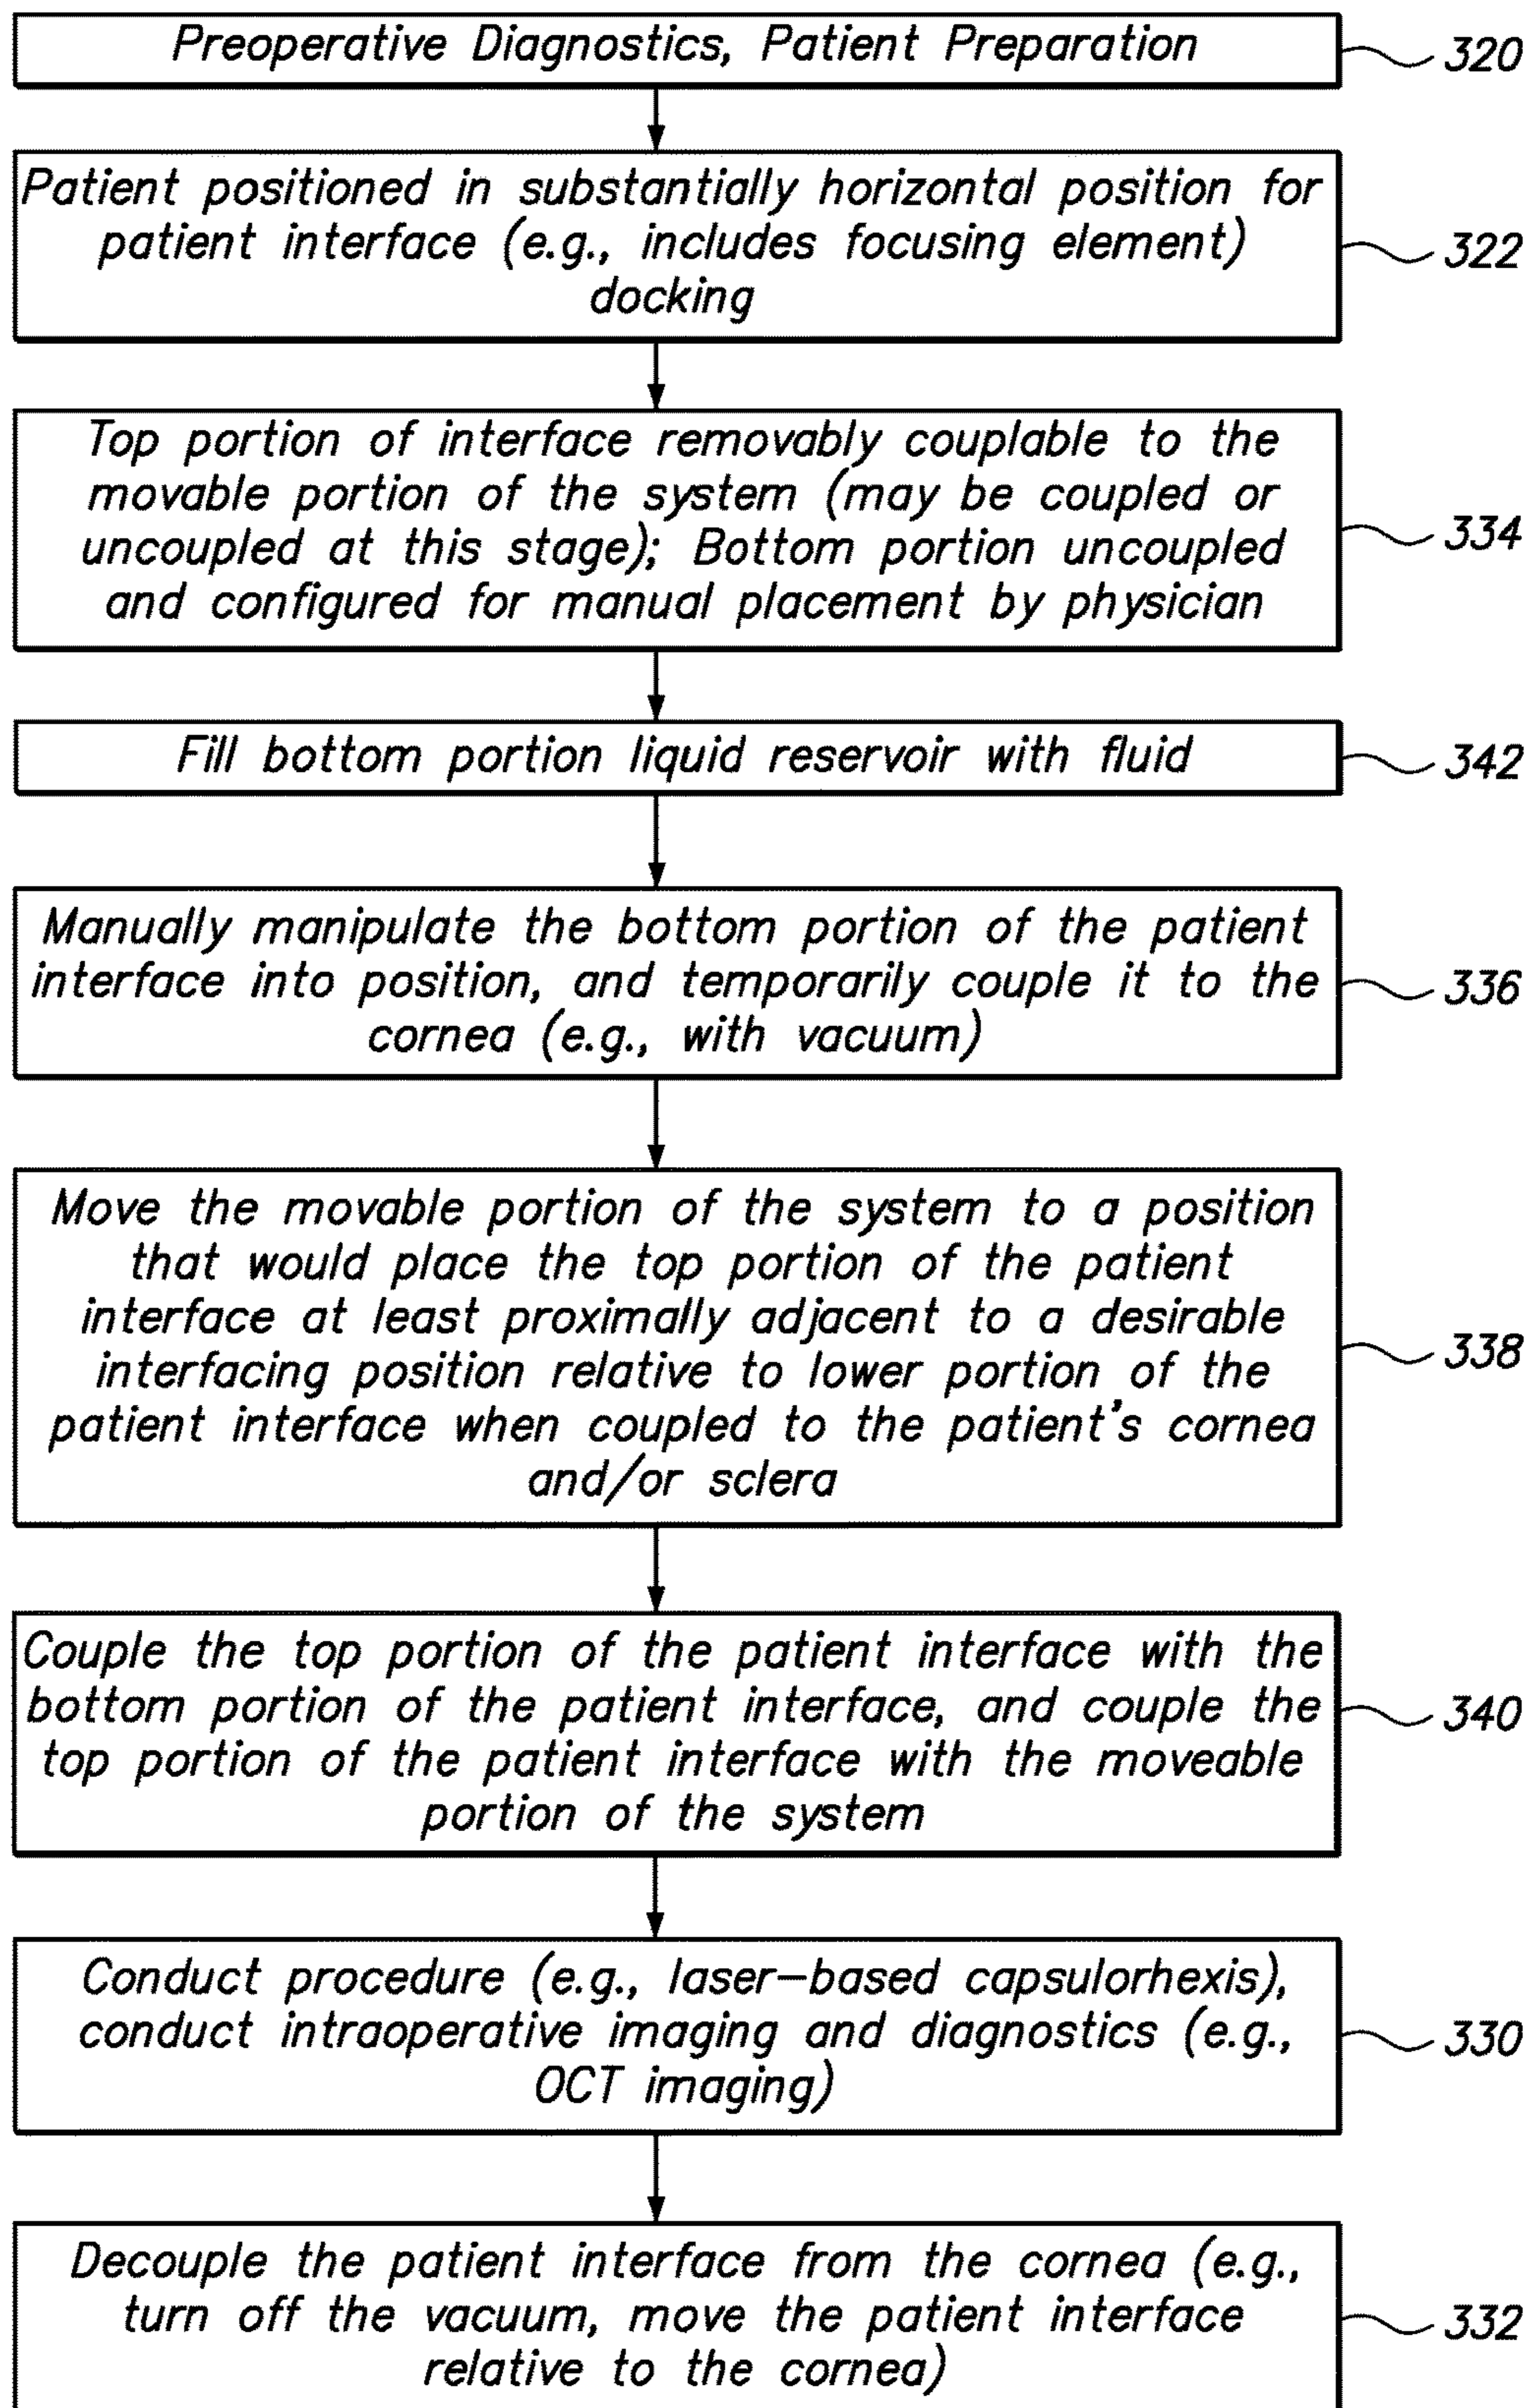 Preoperative Diagnostics, Patient Preparation
320
Patient positioned in substantially horizontal position for
patient interface (e.g., includes focusing element)
docking
322
Top portion of interface removably couplable to the
movable portion of the system (may be coupled or
uncoupled at this stage); Bottom portion uncoupled
and configured for manual placement by physician
334
Fill bottom portion liquid reservoir with fluid
342
Manually manipulate the bottom portion of the patient
interface into position, and temporarily couple it to the
cornea (e.g., with vacuum)
336
Move the movable portion of the system to a position
that would place the top portion of the patient
interface at least proximally adjacent to a desirable
interfacing position relative to lower portion of the
patient interface when coupled to the patient's cornea
and/or sclera
338
Couple the top portion of the patient interface with the
bottom portion of the patient interface, and couple the
top portion of the patient interface with the moveable
portion of the system
340
Conduct procedure (e.g., laser-based capsulorhexis),
conduct intraoperative imaging and diagnostics (e.g.,
OCT imaging)
330
Decouple the patient interface from the cornea (e.g.,
turn off the vacuum, move the patient interface
relative to the cornea)
332